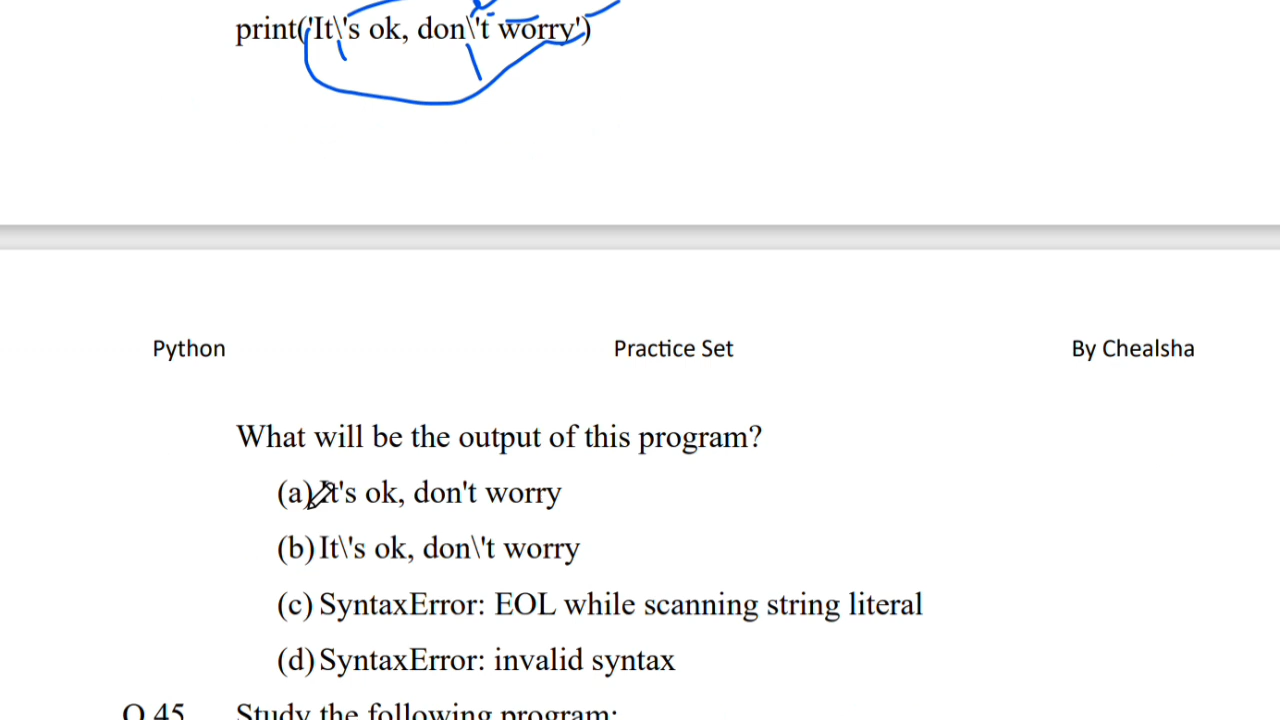 print('It\'s ok, don\'t worry')
Python Practice Set By Chealsha
What will be the output of this program?
(a) It's ok, don't worry
(b) It\'s ok, don\'t worry
(c) SyntaxError: EOL while scanning string literal
(d) SyntaxError: invalid syntax
Q.45 Study the following program: